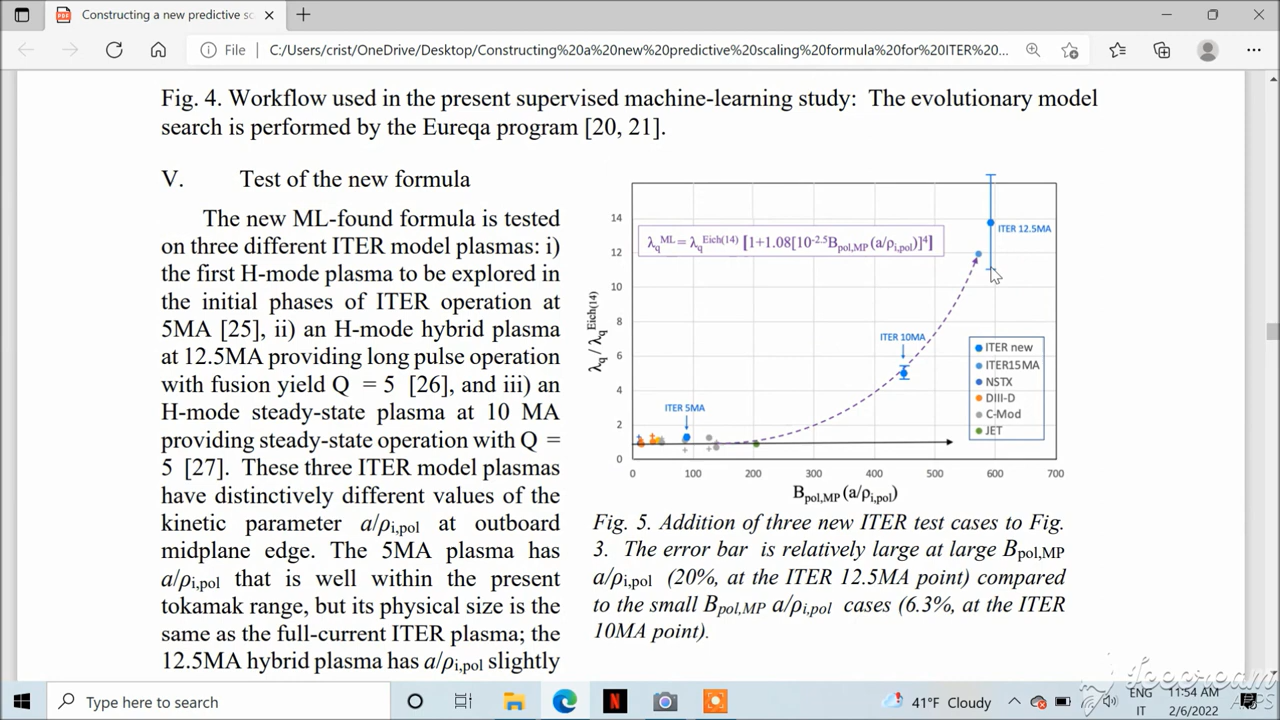 Constructing a new predictive sc
File
C:/Users/crist/OneDrive/Desktop/Constructing%20a%20new%20predictive%20scaling%20formula%20for%20ITER%20...
Fig. 4. Workflow used in the present supervised machine-learning study: The evolutionary model
search is performed by the Eureqa program [20, 21].
V. Test of the new formula
The new ML-found formula is tested
on three different ITER model plasmas: i)
the first H-mode plasma to be explored in
the initial phases of ITER operation at
5MA [25], ii) an H-mode hybrid plasma
at 12.5MA providing long pulse operation
with fusion yield Q = 5 [26], and iii) an
H-mode steady-state plasma at 10 MA
providing steady-state operation with Q =
5 [27]. These three ITER model plasmas
have distinctively different values of the
kinetic parameter a/ρi,pol at outboard
midplane edge. The 5MA plasma has
a/ρi,pol that is well within the present
tokamak range, but its physical size is the
same as the full-current ITER plasma; the
12.5MA hybrid plasma has a/ρi,pol slightly
λq^ML = λq^Eich(14) [1+1.08[10^-2.5 Bpol,MP (a/ρi,pol)]^4]
ITER 12.5MA
ITER 10MA
ITER 5MA
λq / λq^Eich(14)
14
12
10
8
6
4
2
0
0 100 200 300 400 500 600 700
Bpol,MP (a/ρi,pol)
ITER new
ITER15MA
NSTX
DIII-D
C-Mod
JET
Fig. 5. Addition of three new ITER test cases to Fig.
3. The error bar is relatively large at large Bpol,MP
a/ρi,pol (20%, at the ITER 12.5MA point) compared
to the small Bpol,MP a/ρi,pol cases (6.3%, at the ITER
10MA point).
Icecream
APPS
Type here to search
N
41°F Cloudy
ENG
IT
11:54 AM
2/6/2022